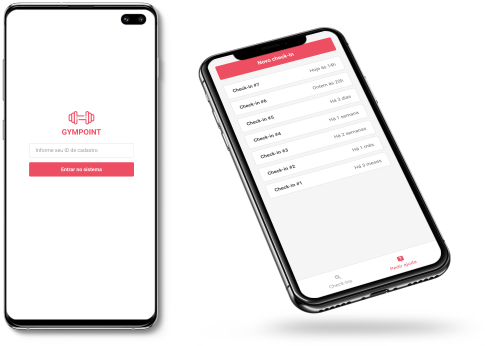 GYMPOINT
Informe seu ID de cadastro
Entrar no sistema
Novo check-in
Check-in #7 Hoje às 14h
Check-in #6 Ontem às 22h
Check-in #5 Há 3 dias
Check-in #4 Há 1 semana
Check-in #3 Há 2 semanas
Check-in #2 Há 1 mês
Check-in #1 Há 2 meses
Check-ins
Pedir ajuda